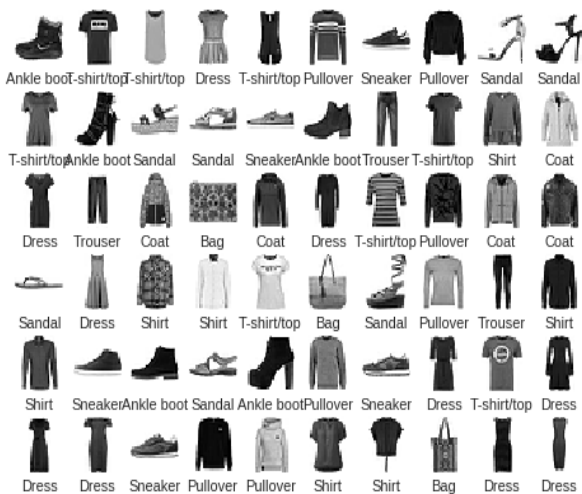 Ankle boot T-shirt/top T-shirt/top Dress T-shirt/top Pullover Sneaker Pullover Sandal Sandal
T-shirt/top Ankle boot Sandal Sandal Sneaker Ankle boot Trouser T-shirt/top Shirt Coat
Dress Trouser Coat Bag Coat Dress T-shirt/top Pullover Coat Coat
Sandal Dress Shirt Shirt T-shirt/top Bag Sandal Pullover Trouser Shirt
Shirt Sneaker Ankle boot Sandal Ankle boot Pullover Sneaker Dress T-shirt/top Dress
Dress Dress Sneaker Pullover Pullover Shirt Shirt Bag Dress Dress